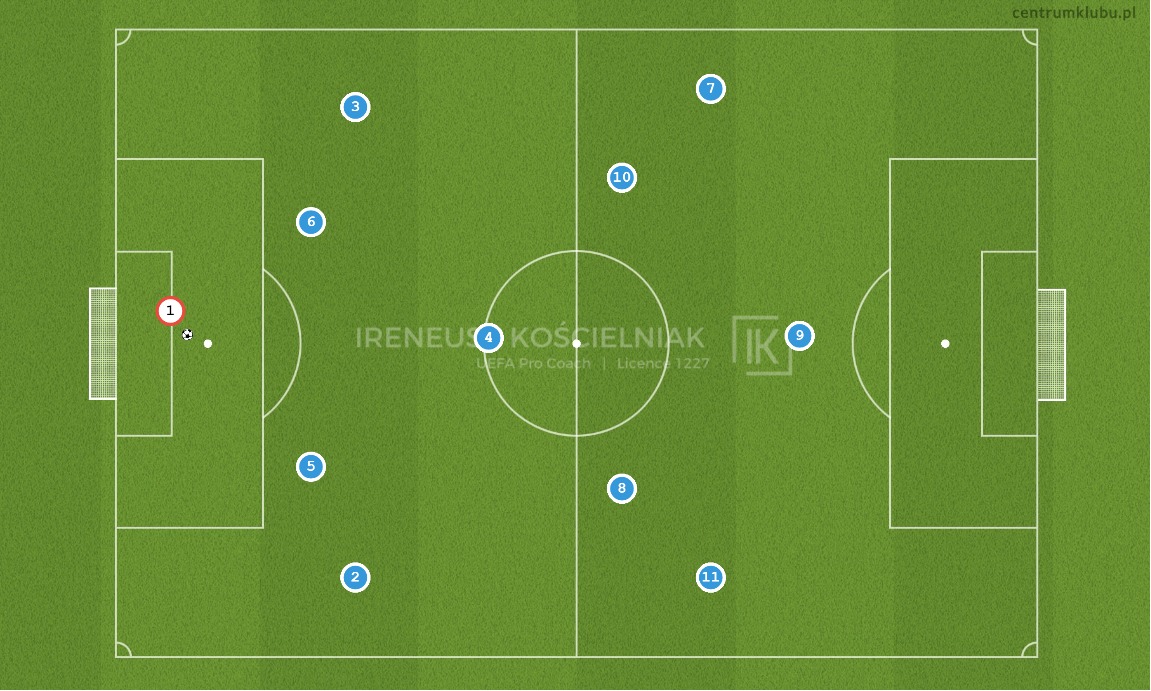 centrumklubu.pl
3
7
10
6
1
4
IRENEUSZ KOŚCIELNIAK
IK
9
UEFA Pro Coach | Licence 1227
5
8
2
11